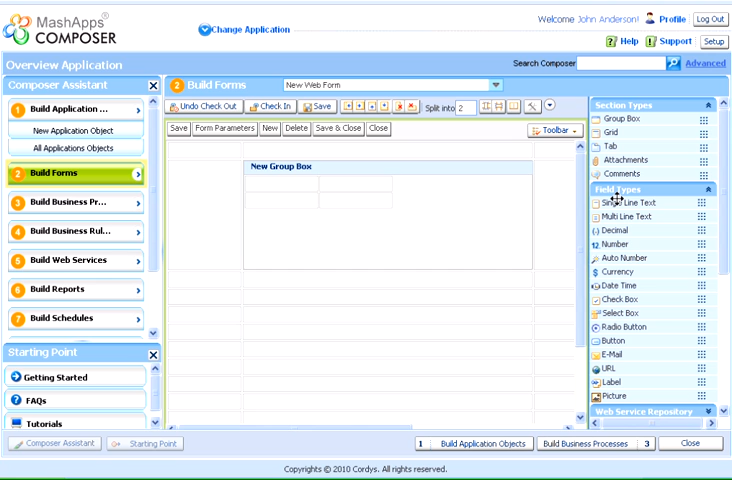 MashApps®
COMPOSER
Change Application
Welcome John Anderson! Profile Log Out
Help Support Setup
Overview Application
Search Composer Advanced
Composer Assistant
1 Build Application ...
New Application Object
All Applications Objects
2 Build Forms
3 Build Business Pr...
4 Build Business Rul...
5 Build Web Services
6 Build Reports
7 Build Schedules
Starting Point
Getting Started
FAQs
Tutorials
2 Build Forms New Web Form
Undo Check Out Check In Save Split into 2
Save Form Parameters New Delete Save & Close Close Toolbar
New Group Box
Section Types
Group Box
Grid
Tab
Attachments
Comments
Field Types
Single Line Text
Multi Line Text
Decimal
Number
Auto Number
Currency
Date Time
Check Box
Select Box
Radio Button
Button
E-Mail
URL
Label
Picture
Web Service Repository
Composer Assistant Starting Point 1 Build Application Objects Build Business Processes 3 Close
Copyrights © 2010 Cordys. All rights reserved.